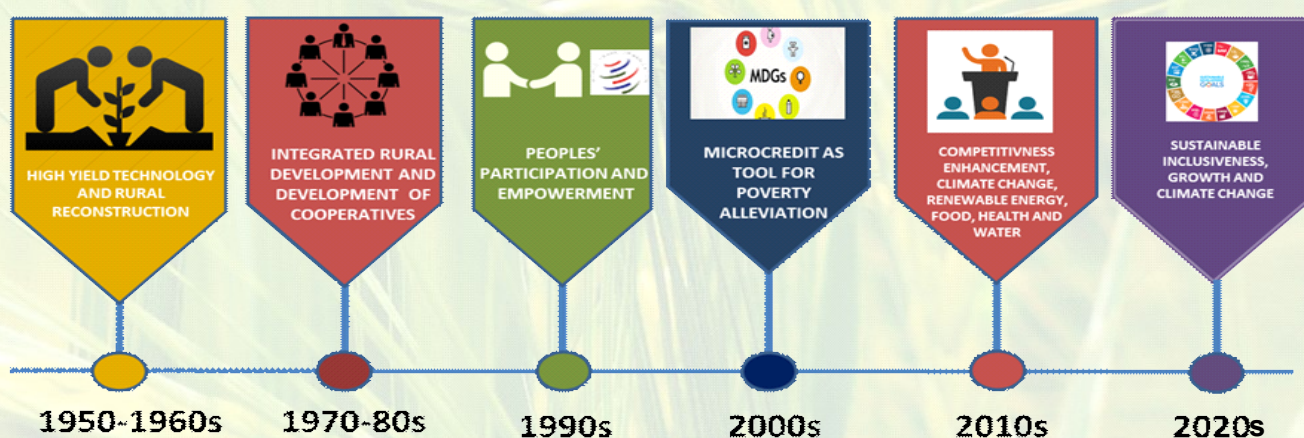 HIGH YIELD TECHNOLOGY
AND RURAL
RECONSTRUCTION
INTEGRATED RURAL
DEVELOPMENT AND
DEVELOPMENT OF
COOPERATIVES
PEOPLES'
PARTICIPATION AND
EMPOWERMENT
MDGs
MICROCREDIT AS
TOOL FOR
POVERTY
ALLEVIATION
COMPETITIVNESS
ENHANCEMENT,
CLIMATE CHANGE,
RENEWABLE ENERGY,
FOOD, HEALTH AND
WATER
GOALS
SUSTAINABLE
INCLUSIVENESS,
GROWTH AND
CLIMATE CHANGE
1950-1960s
1970-80s
1990s
2000s
2010s
2020s